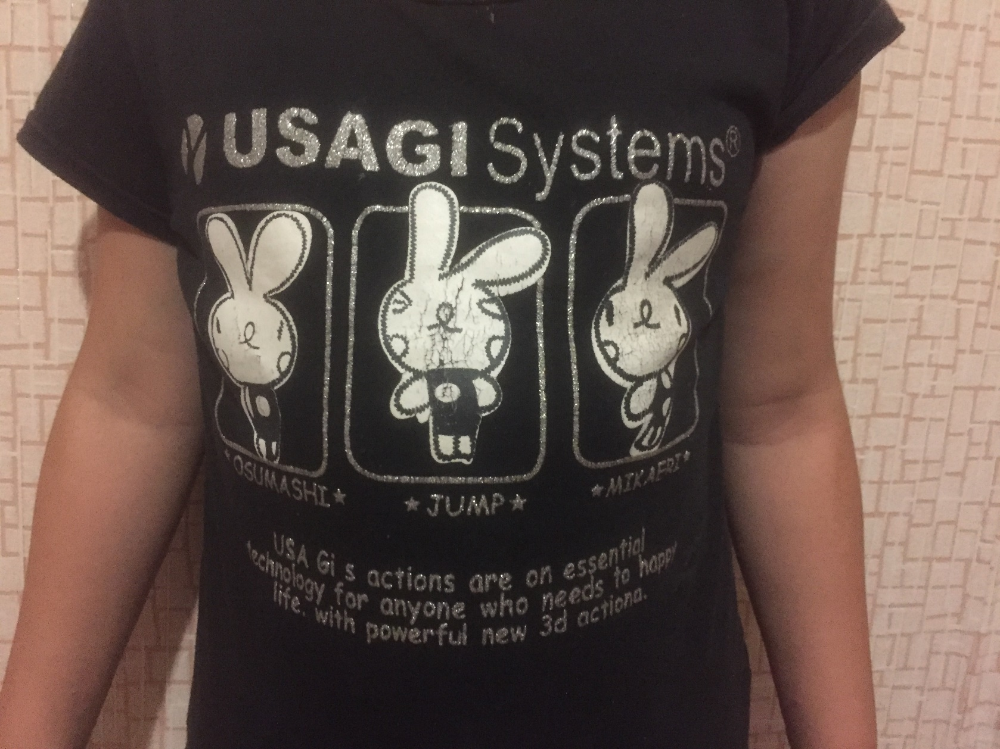 USAGI Systems®
★OSUMASHI★ ★JUMP★ ★MIKAERI★
USA Gi s actions are on essential
technology for anyone who needs to happy
life. with powerful new 3d actiona.